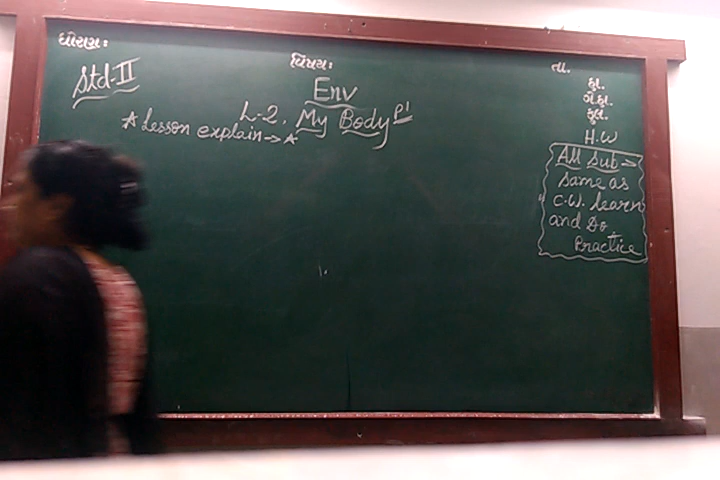 ધોરણ:
વિષય:
તા.
Std-II
Env
હા.
ગે.હા.
કુલ.
L-2. My Body P1
* Lesson explain->*
H.W
All Sub->
Same as
C.W. learn
and Do
Practice